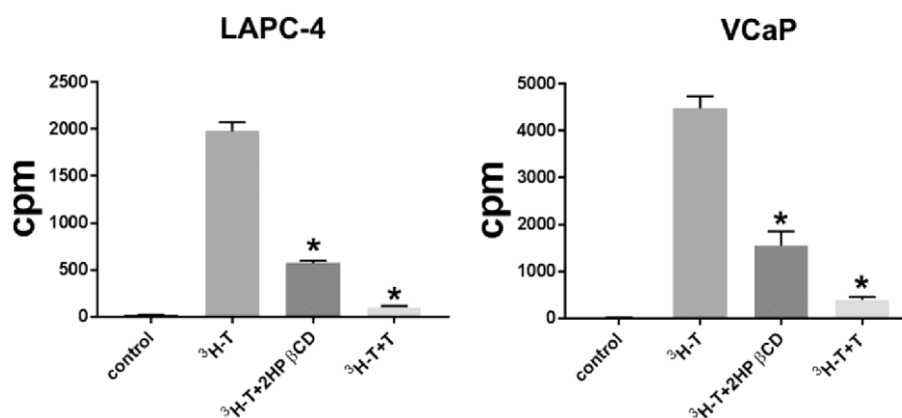 LAPC-4
cpm
2500
2000
1500
1000
500
0
*
*
control
³H-T
³H-T+2HP βCD
³H-T+T
VCaP
cpm
5000
4000
3000
2000
1000
0
*
*
control
³H-T
³H-T+2HP βCD
³H-T+T